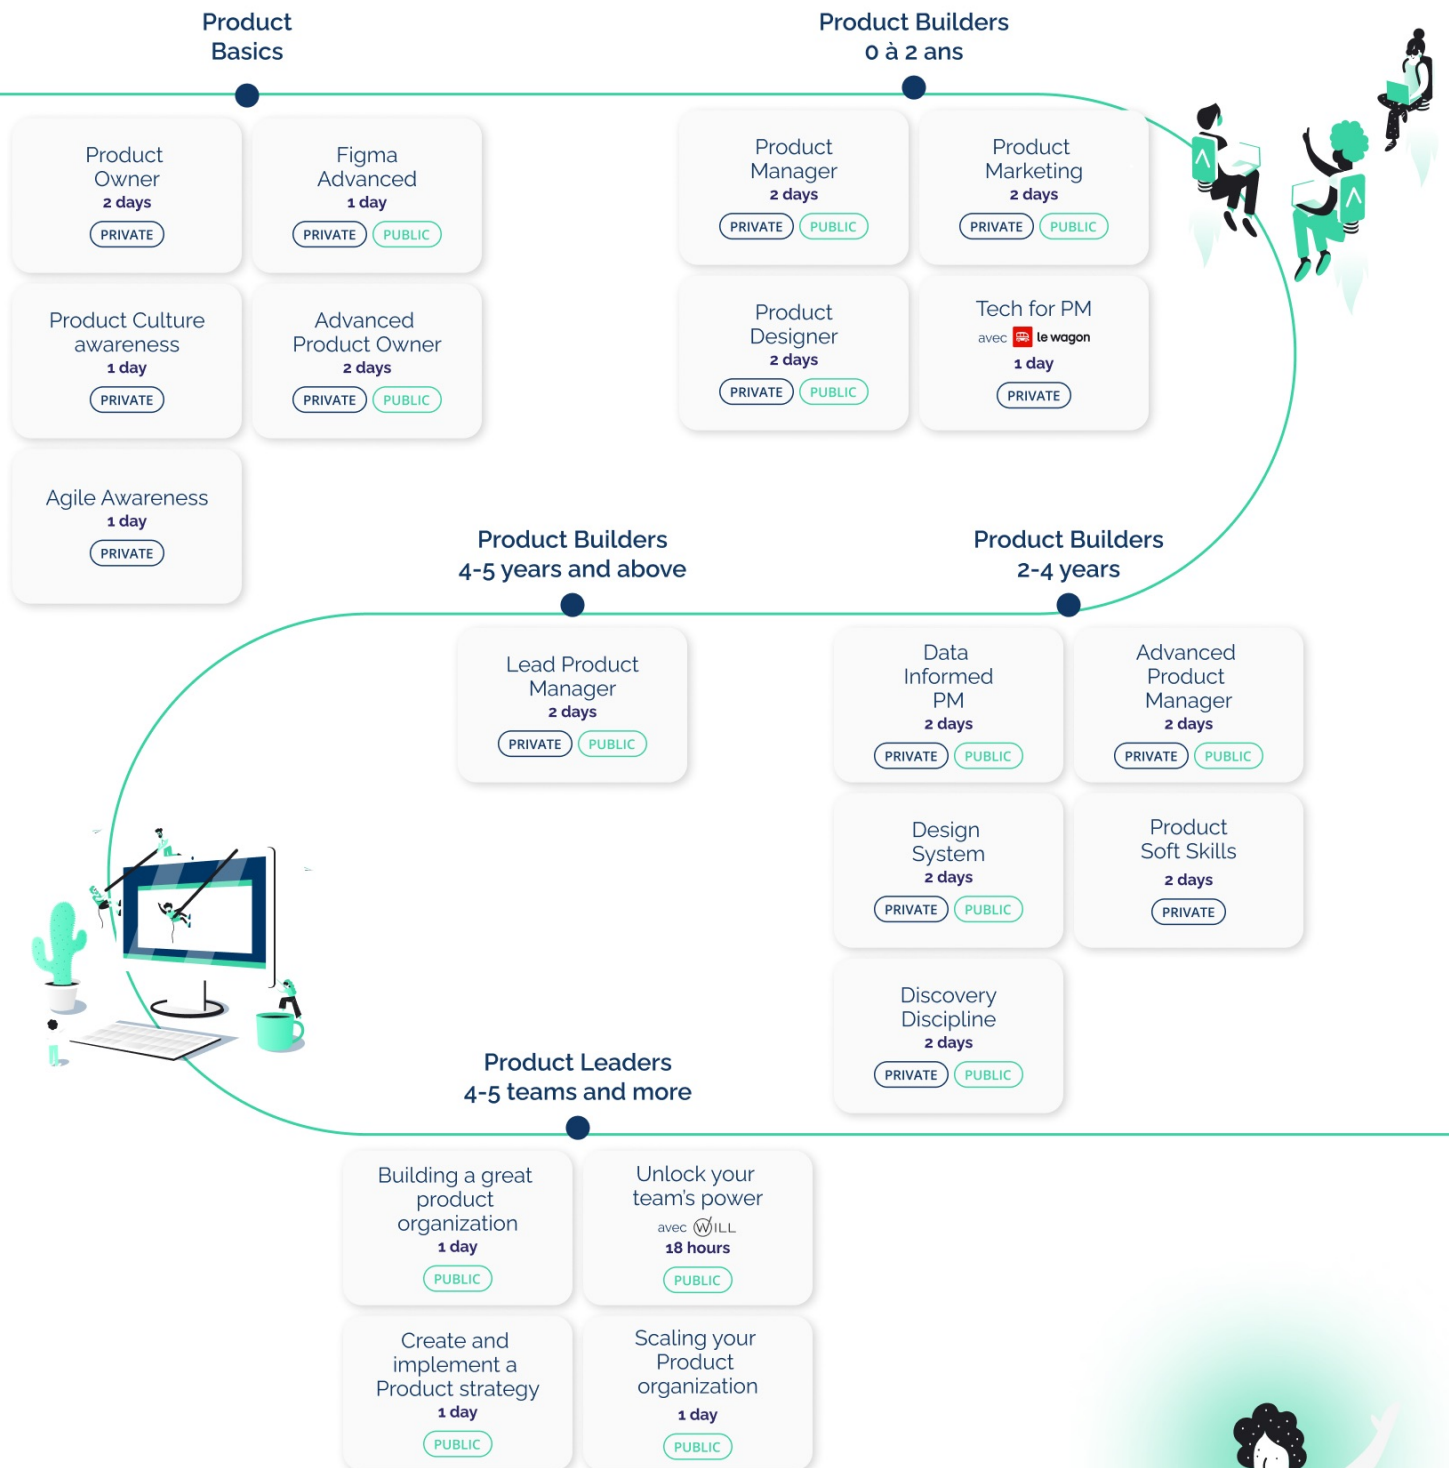 Product
Basics
Product
Owner
2 days
PRIVATE
Figma
Advanced
1 day
PRIVATE PUBLIC
Product Culture
awareness
1 day
PRIVATE
Advanced
Product Owner
2 days
PRIVATE PUBLIC
Agile Awareness
1 day
PRIVATE
Product Builders
0 à 2 ans
Product
Manager
2 days
PRIVATE PUBLIC
Product
Marketing
2 days
PRIVATE PUBLIC
Product
Designer
2 days
PRIVATE PUBLIC
Tech for PM
avec le wagon
1 day
PRIVATE
Product Builders
2-4 years
Data
Informed
PM
2 days
PRIVATE PUBLIC
Advanced
Product
Manager
2 days
PRIVATE PUBLIC
Design
System
2 days
PRIVATE PUBLIC
Product
Soft Skills
2 days
PRIVATE
Discovery
Discipline
2 days
PRIVATE PUBLIC
Product Builders
4-5 years and above
Lead Product
Manager
2 days
PRIVATE PUBLIC
Product Leaders
4-5 teams and more
Building a great
product
organization
1 day
PUBLIC
Unlock your
team's power
avec WILL
18 hours
PUBLIC
Create and
implement a
Product strategy
1 day
PUBLIC
Scaling your
Product
organization
1 day
PUBLIC